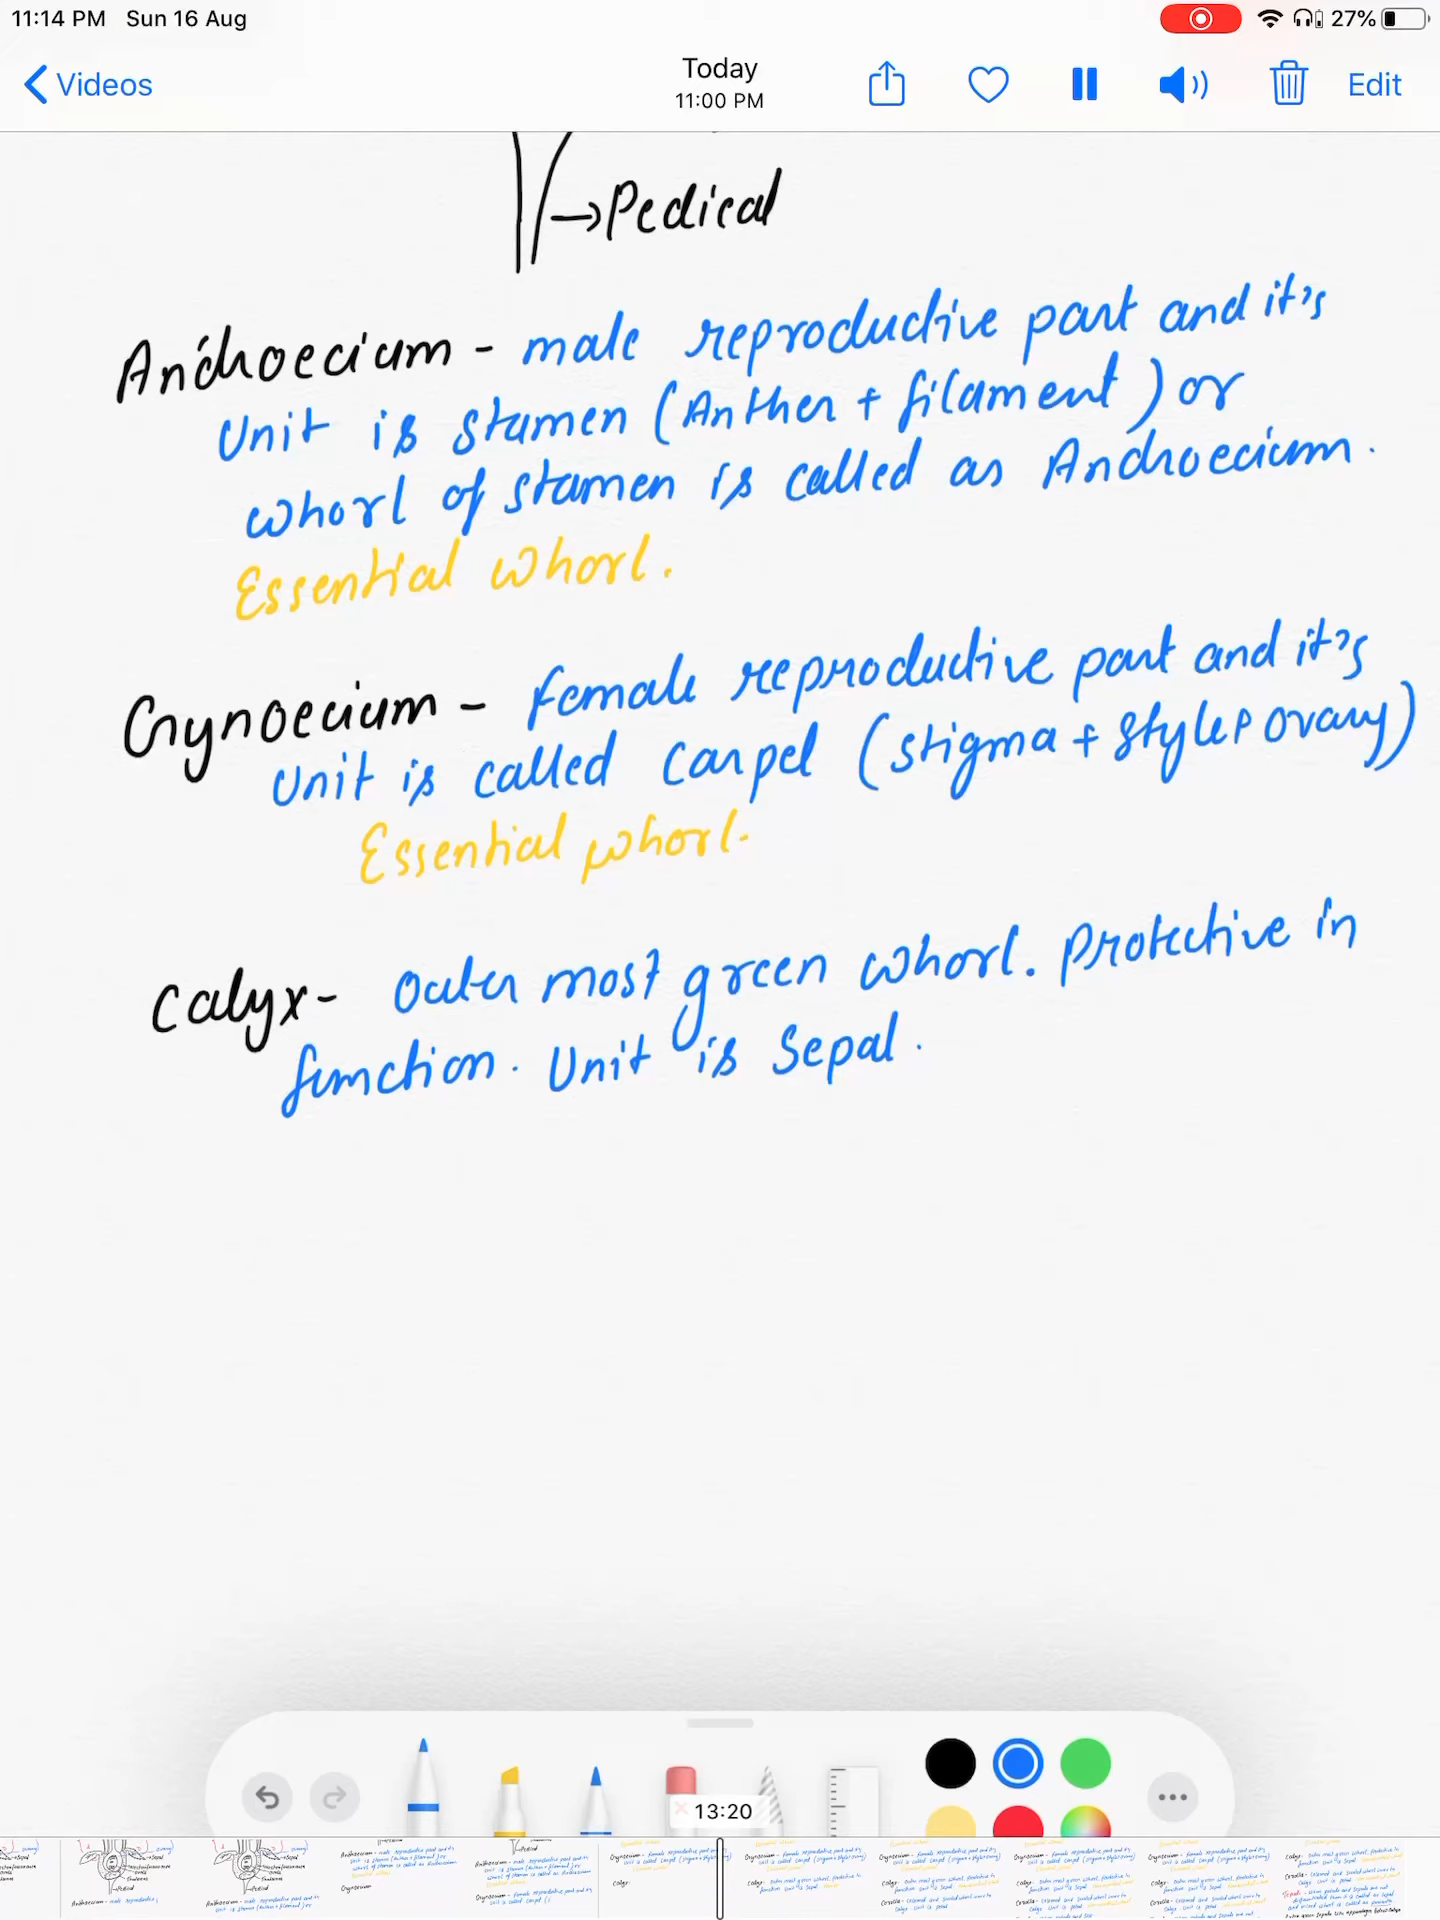 11:14 PM Sun 16 Aug 27%
Videos Today Edit
11:00 PM
Pedical
Androecium - male reproductive part and it's
Unit is stamen (Anther + filament) or
whorl of stamen is called as Androecium.
Essential whorl.
Gynoecium - female reproductive part and it's
Unit is called Carpel (stigma + style + ovary)
Essential whorl.
Calyx - Outer most green whorl. Protective in
function. Unit is Sepal.
13:20